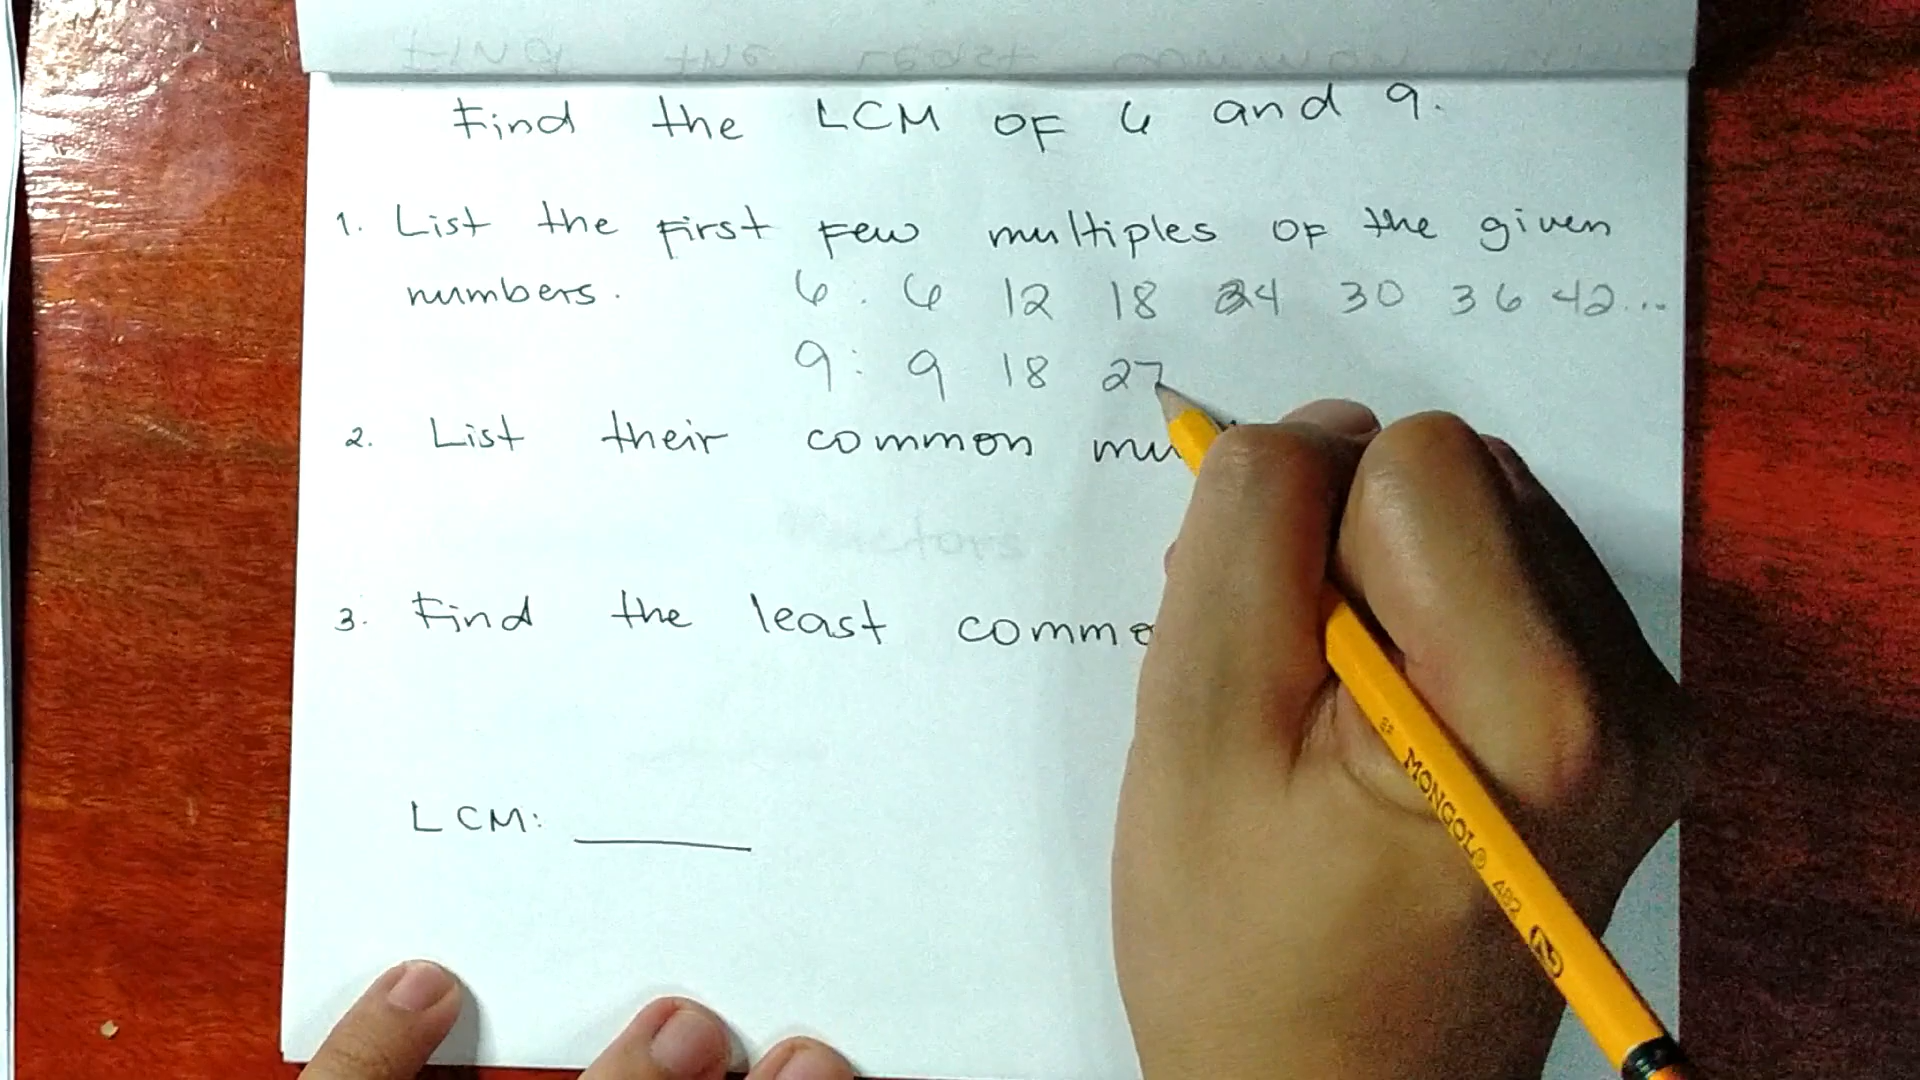 Find the LCM OF 6 and 9.
1. List the first few multiples of the given
numbers. 6: 6 12 18 24 30 36 42...
9: 9 18 27
2. List their common mu
3. Find the least commo
LCM: ______
MONGOL® 482